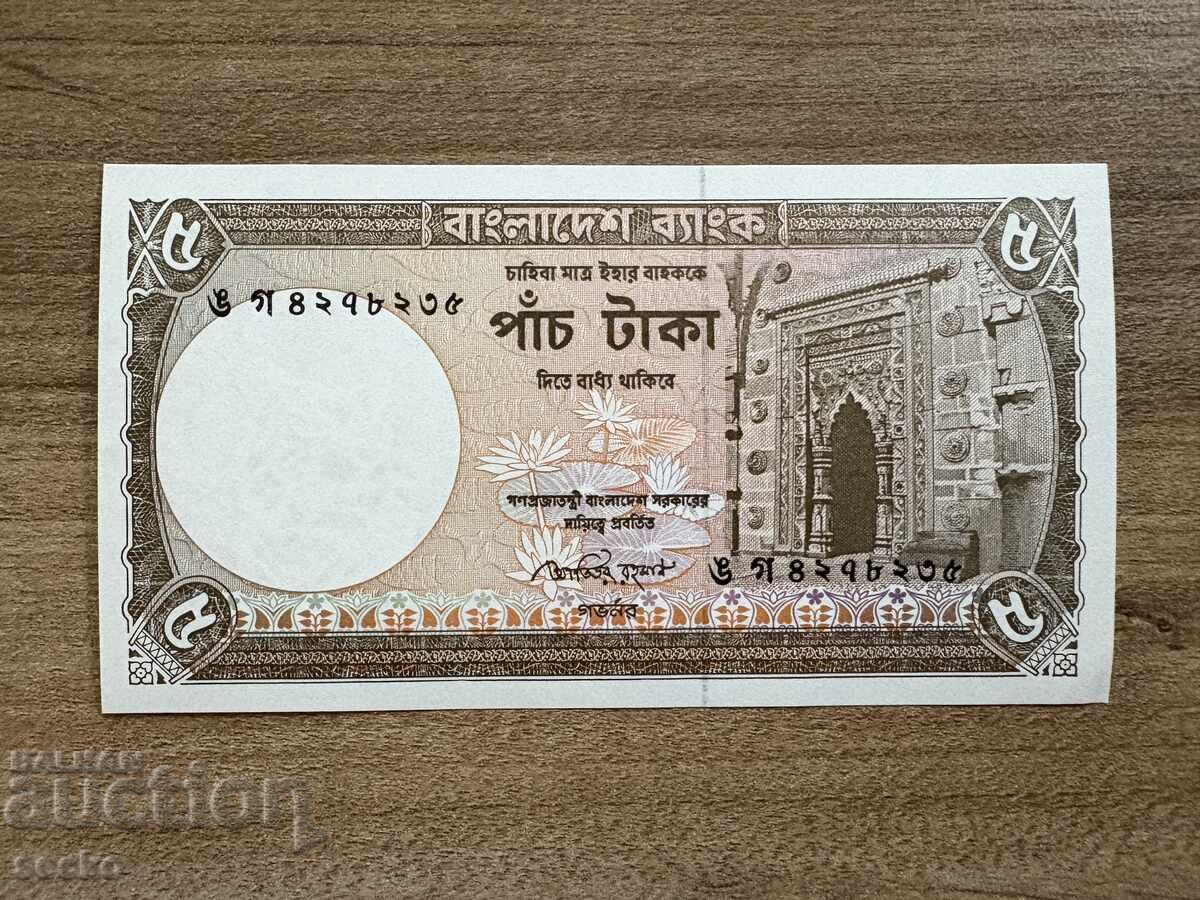 বাংলাদেশ ব্যাংক
৫
৫
চাহিবা মাত্র ইহার বাহককে
ঙ গ ৪২৭৮২৩৫
পাঁচ টাকা
দিতে বাধ্য থাকিবে
গণপ্রজাতন্ত্রী বাংলাদেশ সরকারের
দায়িত্বে প্রবর্তিত
ঙ গ ৪২৭৮২৩৫
গভর্নর
৫
৫
BALKAN
auction
secko